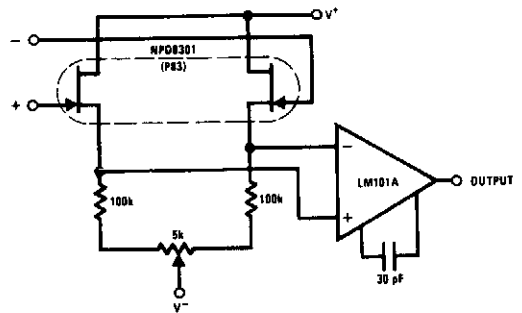 V+
−
NPD8301
(P83)
+
−
LM101A
OUTPUT
100k
100k
+
5k
30 pF
V−